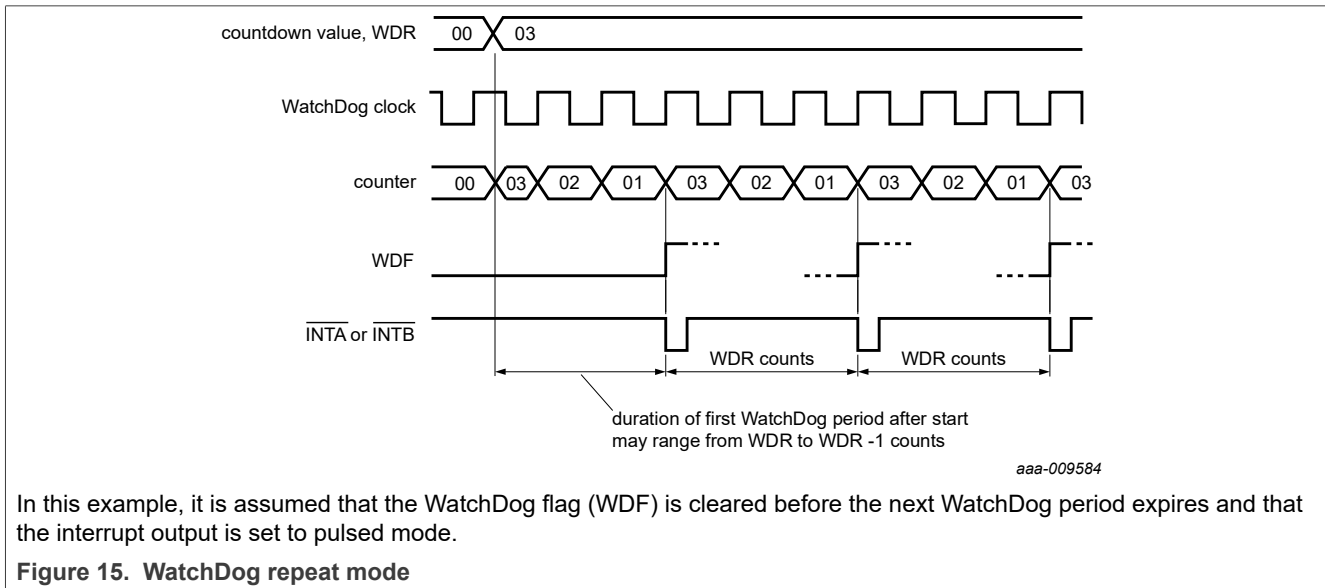 countdown value, WDR 00 03
WatchDog clock
counter 00 03 02 01 03 02 01 03 02 01 03
WDF
INTA or INTB
WDR counts WDR counts
duration of first WatchDog period after start
may range from WDR to WDR -1 counts
aaa-009584
In this example, it is assumed that the WatchDog flag (WDF) is cleared before the next WatchDog period expires and that
the interrupt output is set to pulsed mode.
Figure 15. WatchDog repeat mode